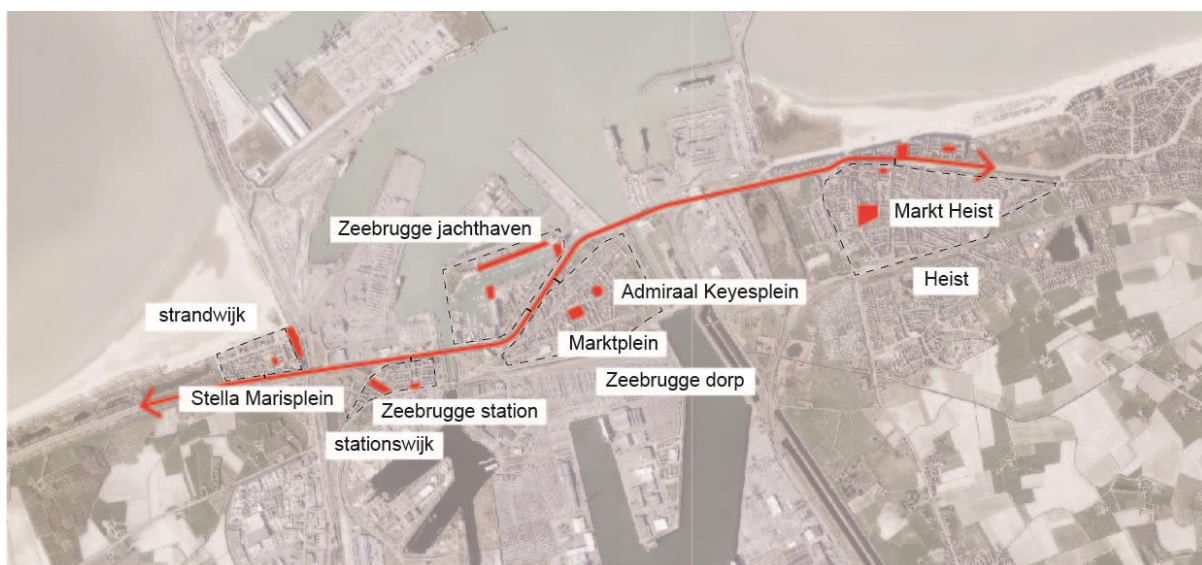 Zeebrugge jachthaven
Markt Heist
Admiraal Keyesplein
Heist
strandwijk
Marktplein
Zeebrugge dorp
Stella Marisplein
Zeebrugge station
stationswijk